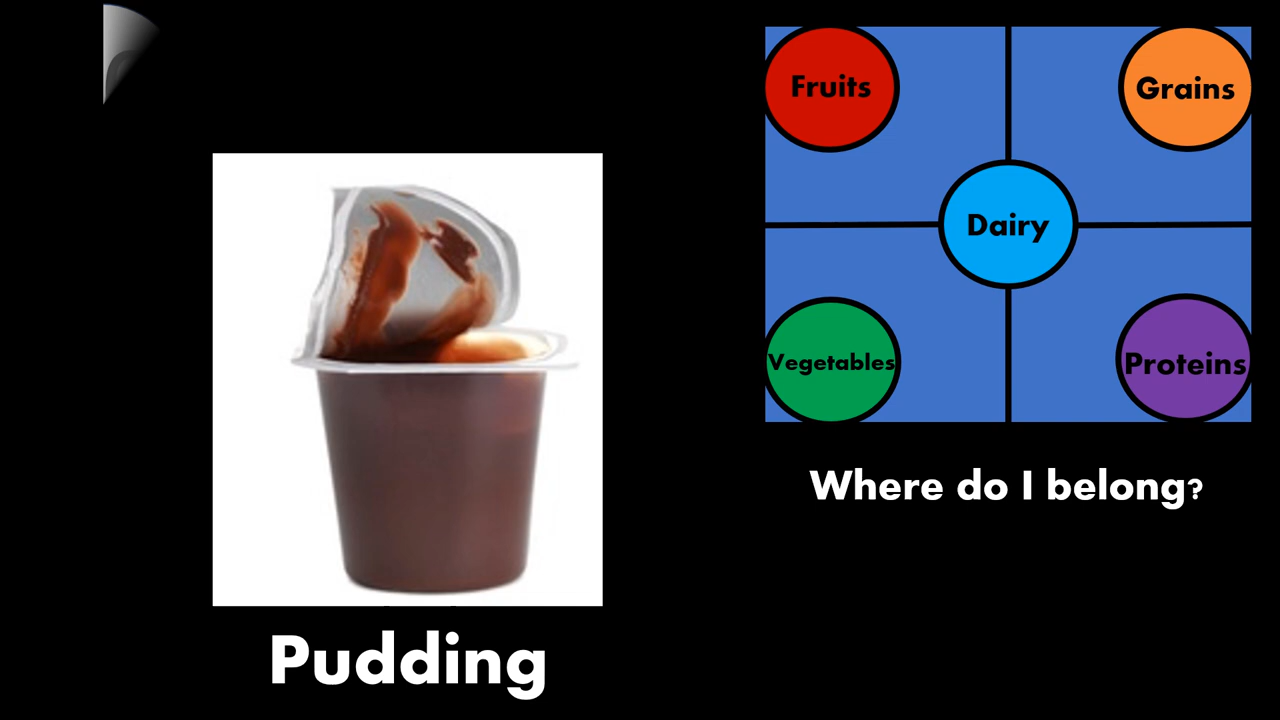 Fruits
Grains
Dairy
Vegetables
Proteins
Where do I belong?
Pudding